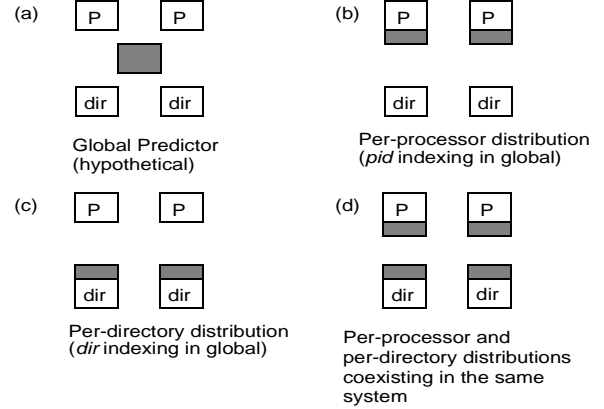 (a)
P P
dir dir
Global Predictor
(hypothetical)
(b)
P P
dir dir
Per-processor distribution
(pid indexing in global)
(c)
P P
dir dir
Per-directory distribution
(dir indexing in global)
(d)
P P
dir dir
Per-processor and
per-directory distributions
coexisting in the same
system